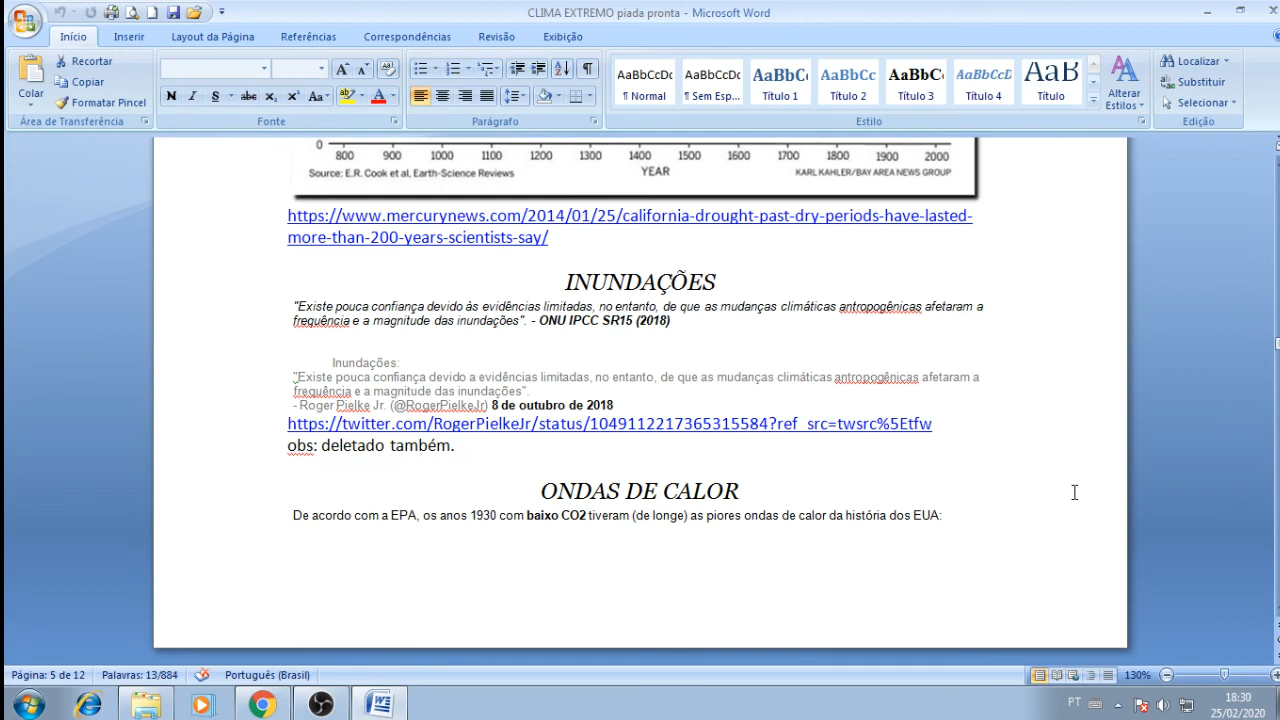 CLIMA EXTREMO piada pronta - Microsoft Word
Início Inserir Layout da Página Referências Correspondências Revisão Exibição
Colar Recortar Copiar Formatar Pincel
Área de Transferência
N I S abc X₂ X² Aa
Fonte
Parágrafo
AaBbCcDc AaBbCcDc AaBbC AaBbCc AaBbC AaBbCcD AaB
¶ Normal ¶ Sem Esp... Título 1 Título 2 Título 3 Título 4 Título
Alterar Estilos
Estilo
Localizar
Substituir
Selecionar
Edição
0
800 900 1000 1100 1200 1300 1400 1500 1600 1700 1800 1900 2000
Source: E.R. Cook et al, Earth-Science Reviews YEAR KARL KAHLER/BAY AREA NEWS GROUP
https://www.mercurynews.com/2014/01/25/california-drought-past-dry-periods-have-lasted-
more-than-200-years-scientists-say/
INUNDAÇÕES
"Existe pouca confiança devido às evidências limitadas, no entanto, de que as mudanças climáticas antropogênicas afetaram a
frequência e a magnitude das inundações". - ONU IPCC SR15 (2018)
Inundações:
"Existe pouca confiança devido a evidências limitadas, no entanto, de que as mudanças climáticas antropogênicas afetaram a
frequência e a magnitude das inundações".
- Roger Pielke Jr. (@RogerPielkeJr) 8 de outubro de 2018
https://twitter.com/RogerPielkeJr/status/1049112217365315584?ref_src=twsrc%5Etfw
obs: deletado também.
ONDAS DE CALOR
De acordo com a EPA, os anos 1930 com baixo CO2 tiveram (de longe) as piores ondas de calor da história dos EUA:
Página: 5 de 12 Palavras: 13/884 Português (Brasil) 130%
PT 18:30
25/02/2020